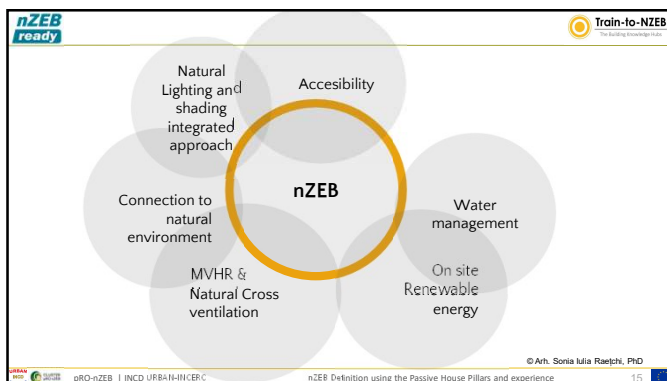 nZEB
ready
Train-to-NZEB
The Building Knowledge Hubs
Natural
Lighting and
shading
integrated
approach
Accesibility
nZEB
Connection to
natural
environment
Water
management
MVHR &
Natural Cross
ventilation
On site
Renewable
energy
© Arh. Sonia Iulia Raețchi, PhD
URBAN
INCD
pRO-nZEB | INCD URBAN-INCERC
nZEB Definition using the Passive House Pillars and experience
15